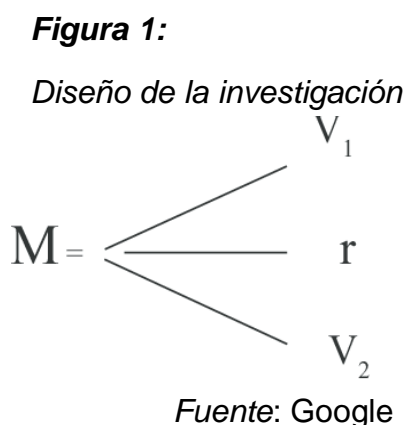 Figura 1:
Diseño de la investigación
V₁
M = r
V₂
Fuente: Google